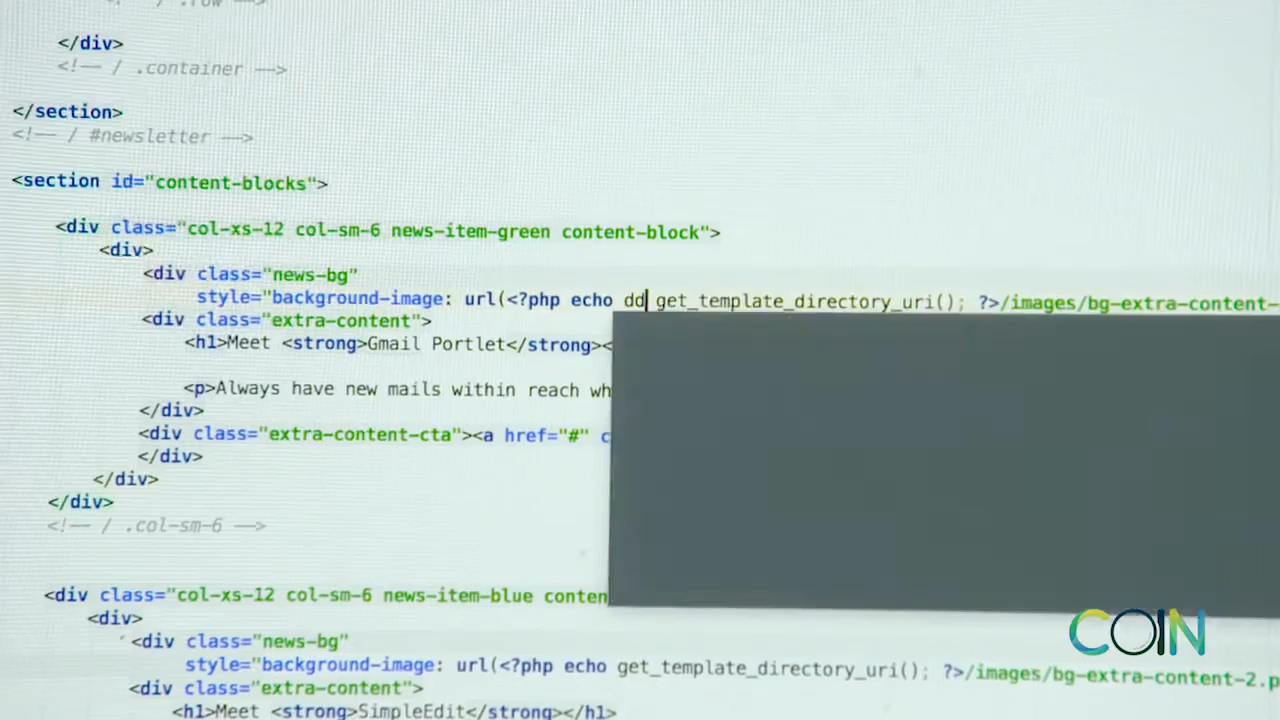 <!-- / .row -->
</div>
<!-- / .container -->
</section>
<!-- / #newsletter -->
<section id="content-blocks">
<div class="col-xs-12 col-sm-6 news-item-green content-block">
<div>
<div class="news-bg"
style="background-image: url(<?php echo dd get_template_directory_uri(); ?>/images/bg-extra-content-
<div class="extra-content">
<h1>Meet <strong>Gmail Portlet</strong><
<p>Always have new mails within reach wh
</div>
<div class="extra-content-cta"><a href="#" c
</div>
</div>
</div>
<!-- / .col-sm-6 -->
<div class="col-xs-12 col-sm-6 news-item-blue conten
<div>
<div class="news-bg"
style="background-image: url(<?php echo get_template_directory_uri(); ?>/images/bg-extra-content-2.p
<div class="extra-content">
<h1>Meet <strong>SimpleEdit</strong></h1>
COIN